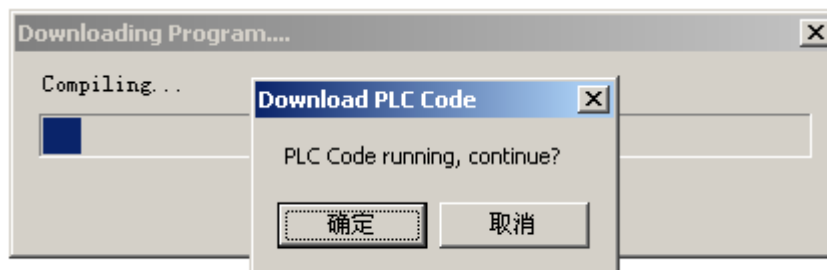 Downloading Program....
Compiling...
Download PLC Code
PLC Code running, continue?
确定
取消